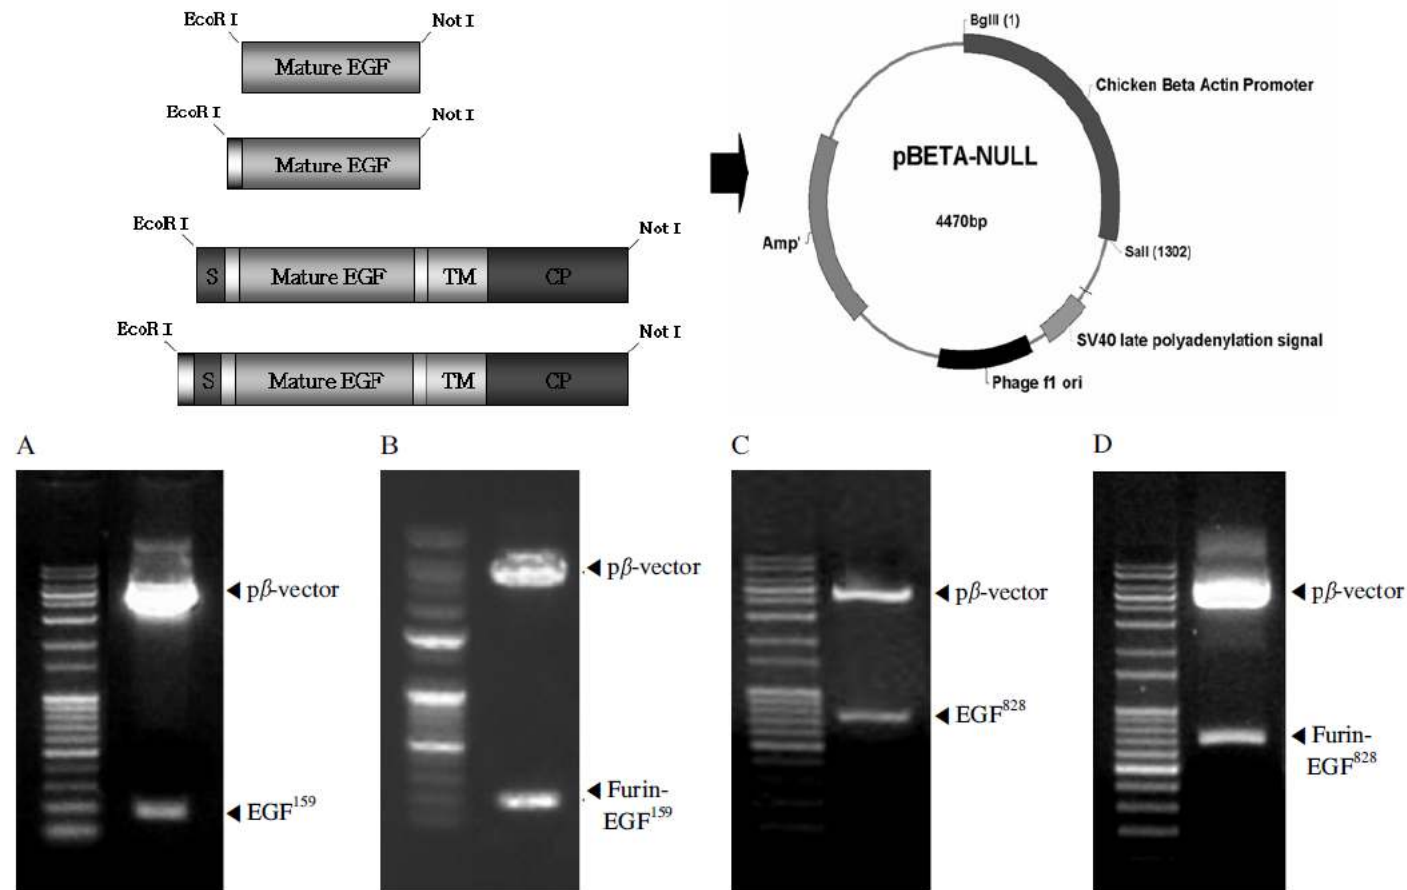 EcoR I
Not I
Mature EGF
EcoR I
Not I
Mature EGF
EcoR I
Not I
S
Mature EGF
TM
CP
EcoR I
Not I
S
Mature EGF
TM
CP
BglII (1)
Chicken Beta Actin Promoter
pBETA-NULL
4470bp
Amp'
SalI (1302)
SV40 late polyadenylation signal
Phage f1 ori
A
pβ-vector
EGF¹⁵⁹
B
pβ-vector
Furin-
EGF¹⁵⁹
C
pβ-vector
EGF⁸²⁸
D
pβ-vector
Furin-
EGF⁸²⁸